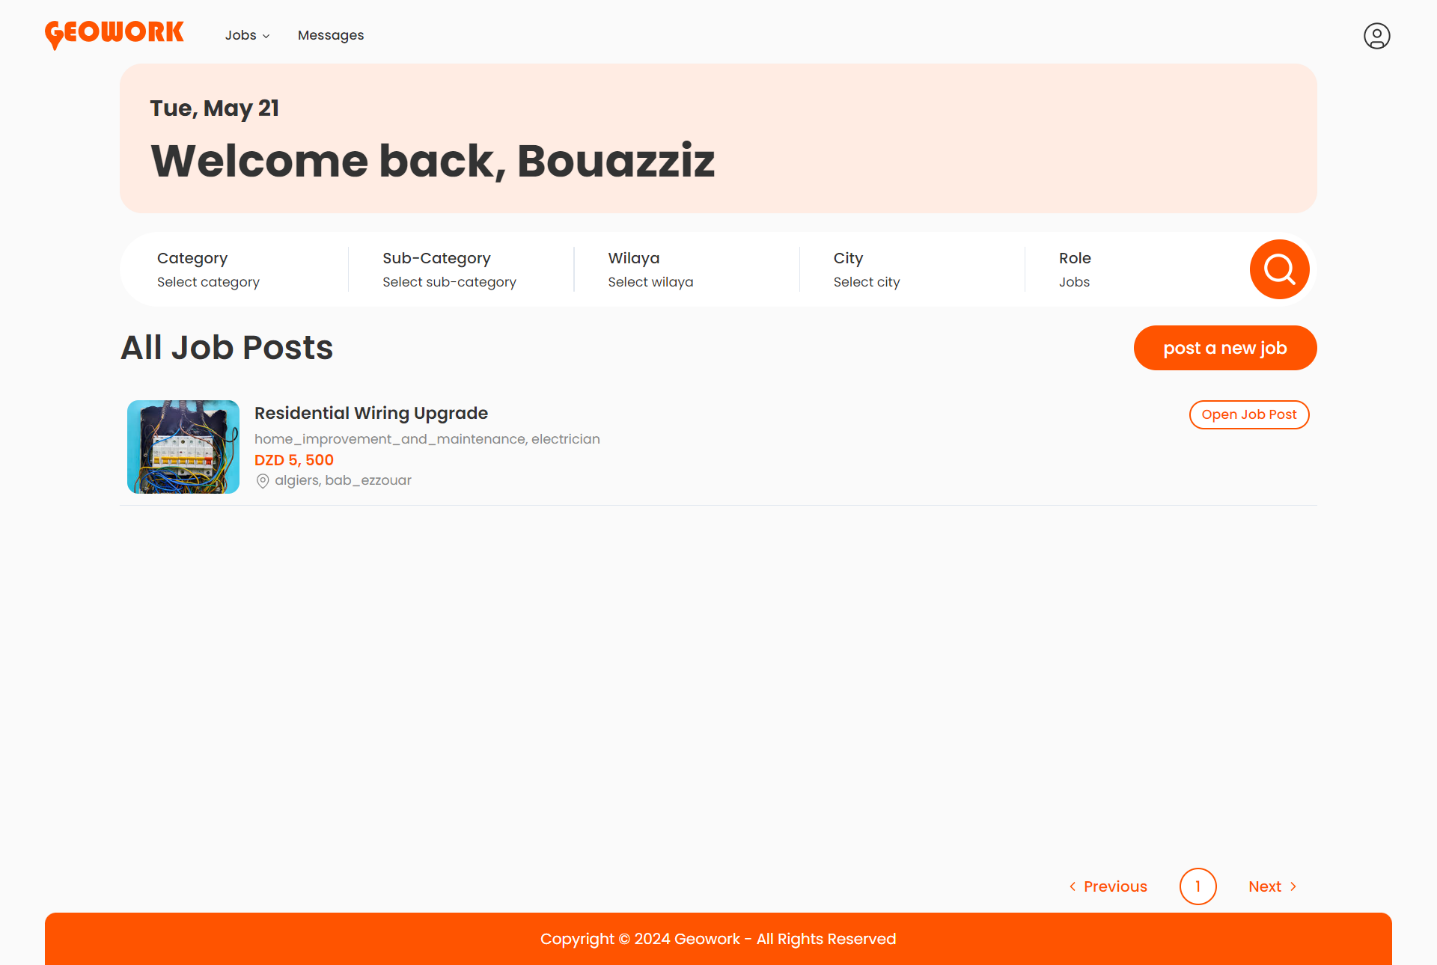 GEOWORK
Jobs
Messages
Tue, May 21
Welcome back, Bouazziz
Category
Select category
Sub-Category
Select sub-category
Wilaya
Select wilaya
City
Select city
Role
Jobs
All Job Posts
post a new job
Residential Wiring Upgrade
Open Job Post
home_improvement_and_maintenance, electrician
DZD 5, 500
algiers, bab_ezzouar
Previous
1
Next
Copyright © 2024 Geowork - All Rights Reserved